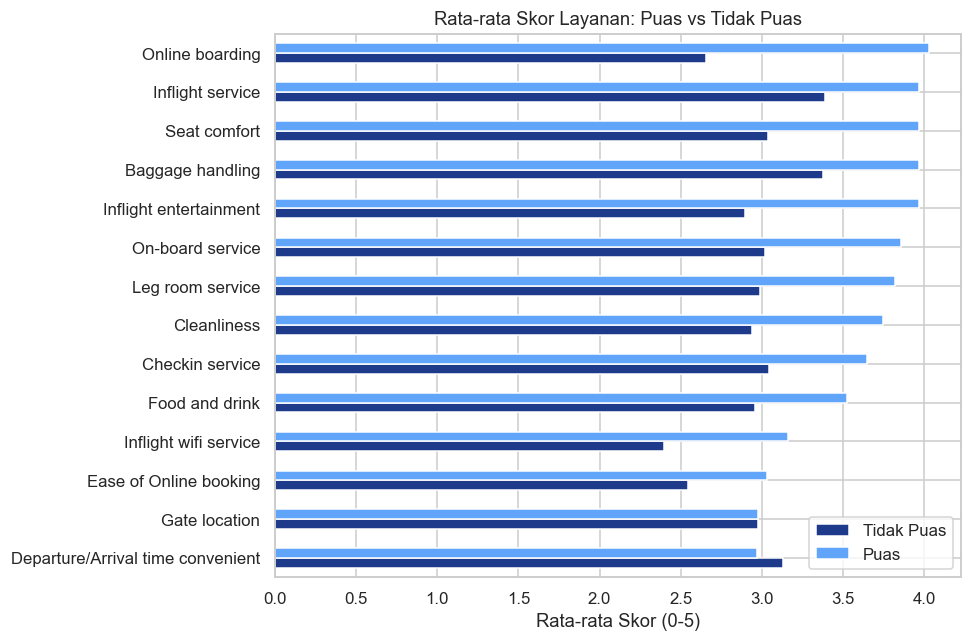 Rata-rata Skor Layanan: Puas vs Tidak Puas
Online boarding
Inflight service
Seat comfort
Baggage handling
Inflight entertainment
On-board service
Leg room service
Cleanliness
Checkin service
Food and drink
Inflight wifi service
Ease of Online booking
Gate location
Departure/Arrival time convenient
Tidak Puas
Puas
0.0 0.5 1.0 1.5 2.0 2.5 3.0 3.5 4.0
Rata-rata Skor (0-5)